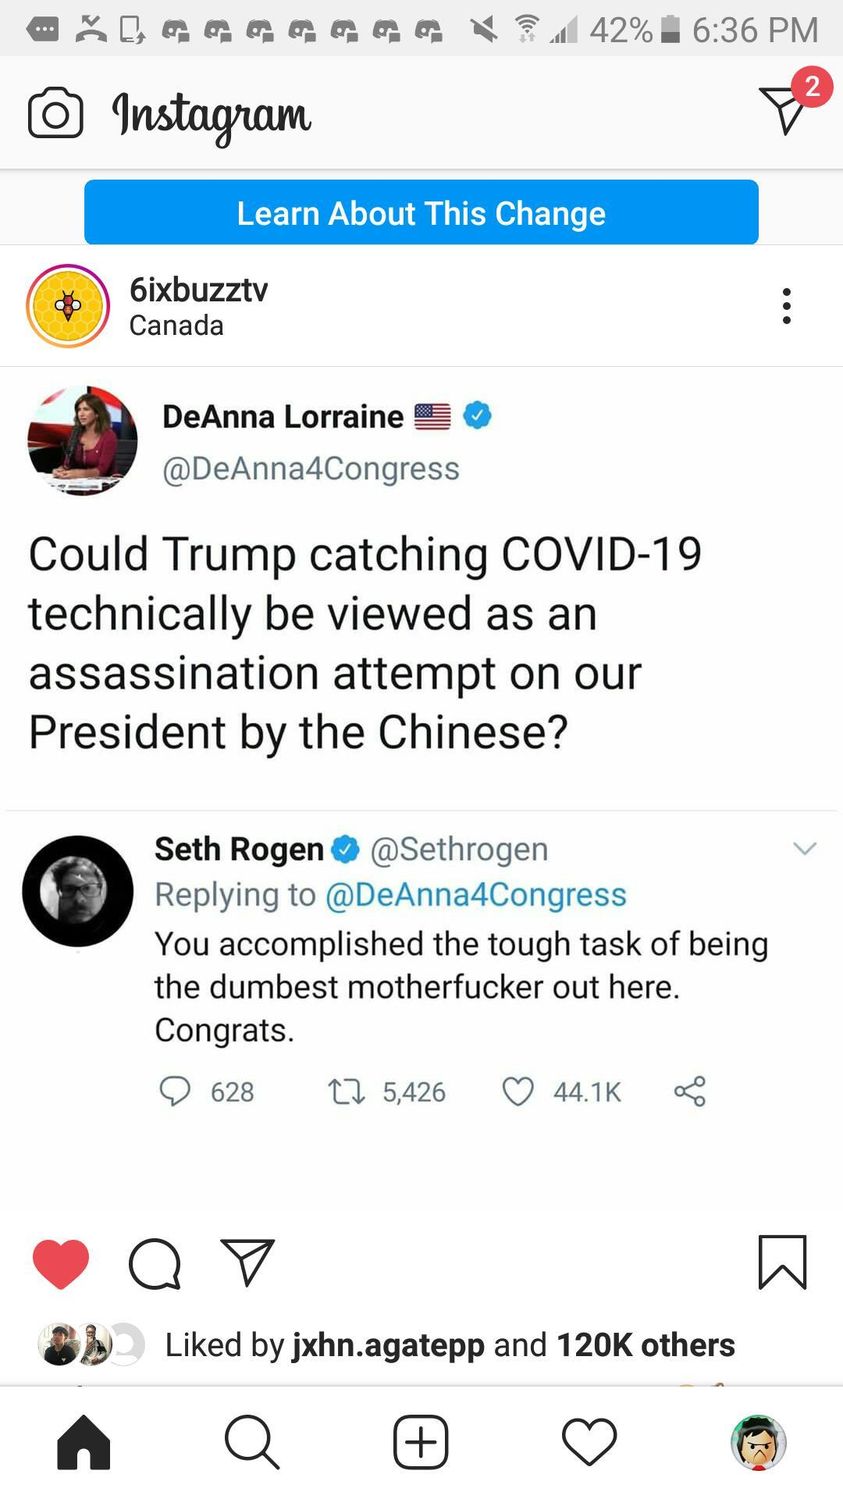 42% 6:36 PM
Instagram
2
Learn About This Change
6ixbuzztv
Canada
DeAnna Lorraine
@DeAnna4Congress
Could Trump catching COVID-19
technically be viewed as an
assassination attempt on our
President by the Chinese?
Seth Rogen @Sethrogen
Replying to @DeAnna4Congress
You accomplished the tough task of being
the dumbest motherfucker out here.
Congrats.
628 5,426 44.1K
Liked by jxhn.agatepp and 120K others